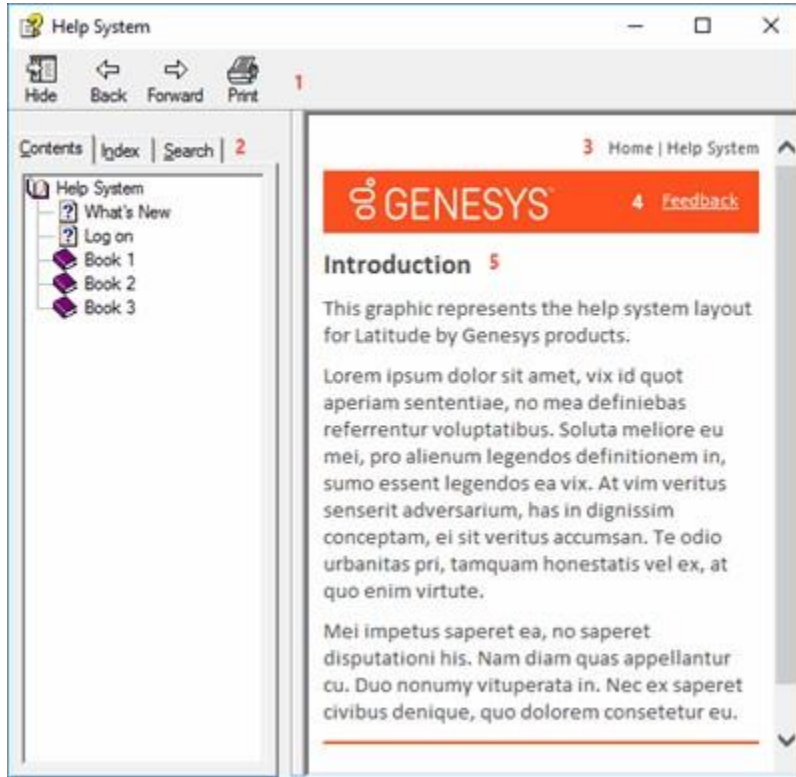 Help System
Hide Back Forward Print 1
Contents Index Search 2
Help System
What's New
Log on
Book 1
Book 2
Book 3
3 Home | Help System
GENESYS 4 Feedback
Introduction 5
This graphic represents the help system layout
for Latitude by Genesys products.
Lorem ipsum dolor sit amet, vix id quot
aperiam sententiae, no mea definiebas
referrentur voluptatibus. Soluta meliore eu
mei, pro alienum legendos definitionem in,
sumo essent legendos ea vix. At vim veritus
senserit adversarium, has in dignissim
conceptam, ei sit veritus accumsan. Te odio
urbanitas pri, tamquam honestatis vel ex, at
quo enim virtute.
Mei impetus saperet ea, no saperet
disputationi his. Nam diam quas appellantur
cu. Duo nonumy vituperata in. Nec ex saperet
civibus denique, quo dolorem consetetur eu.